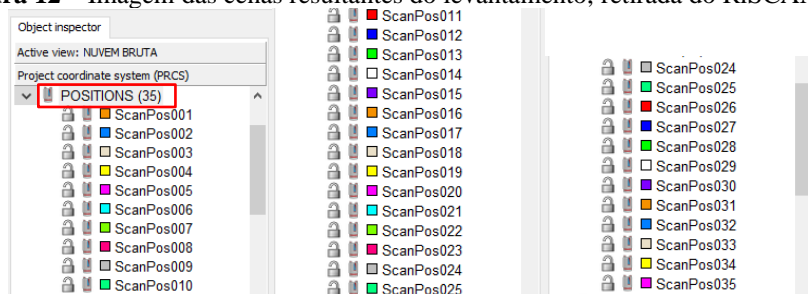 ra 12 – Imagem das cenas resultantes do levantamento, retirada do RISCAN
Object inspector
Active view: NUVEM BRUTA
Project coordinate system (PRCS)
POSITIONS (35)
ScanPos001
ScanPos002
ScanPos003
ScanPos004
ScanPos005
ScanPos006
ScanPos007
ScanPos008
ScanPos009
ScanPos010
ScanPos011
ScanPos012
ScanPos013
ScanPos014
ScanPos015
ScanPos016
ScanPos017
ScanPos018
ScanPos019
ScanPos020
ScanPos021
ScanPos022
ScanPos023
ScanPos024
ScanPos025
ScanPos024
ScanPos025
ScanPos026
ScanPos027
ScanPos028
ScanPos029
ScanPos030
ScanPos031
ScanPos032
ScanPos033
ScanPos034
ScanPos035